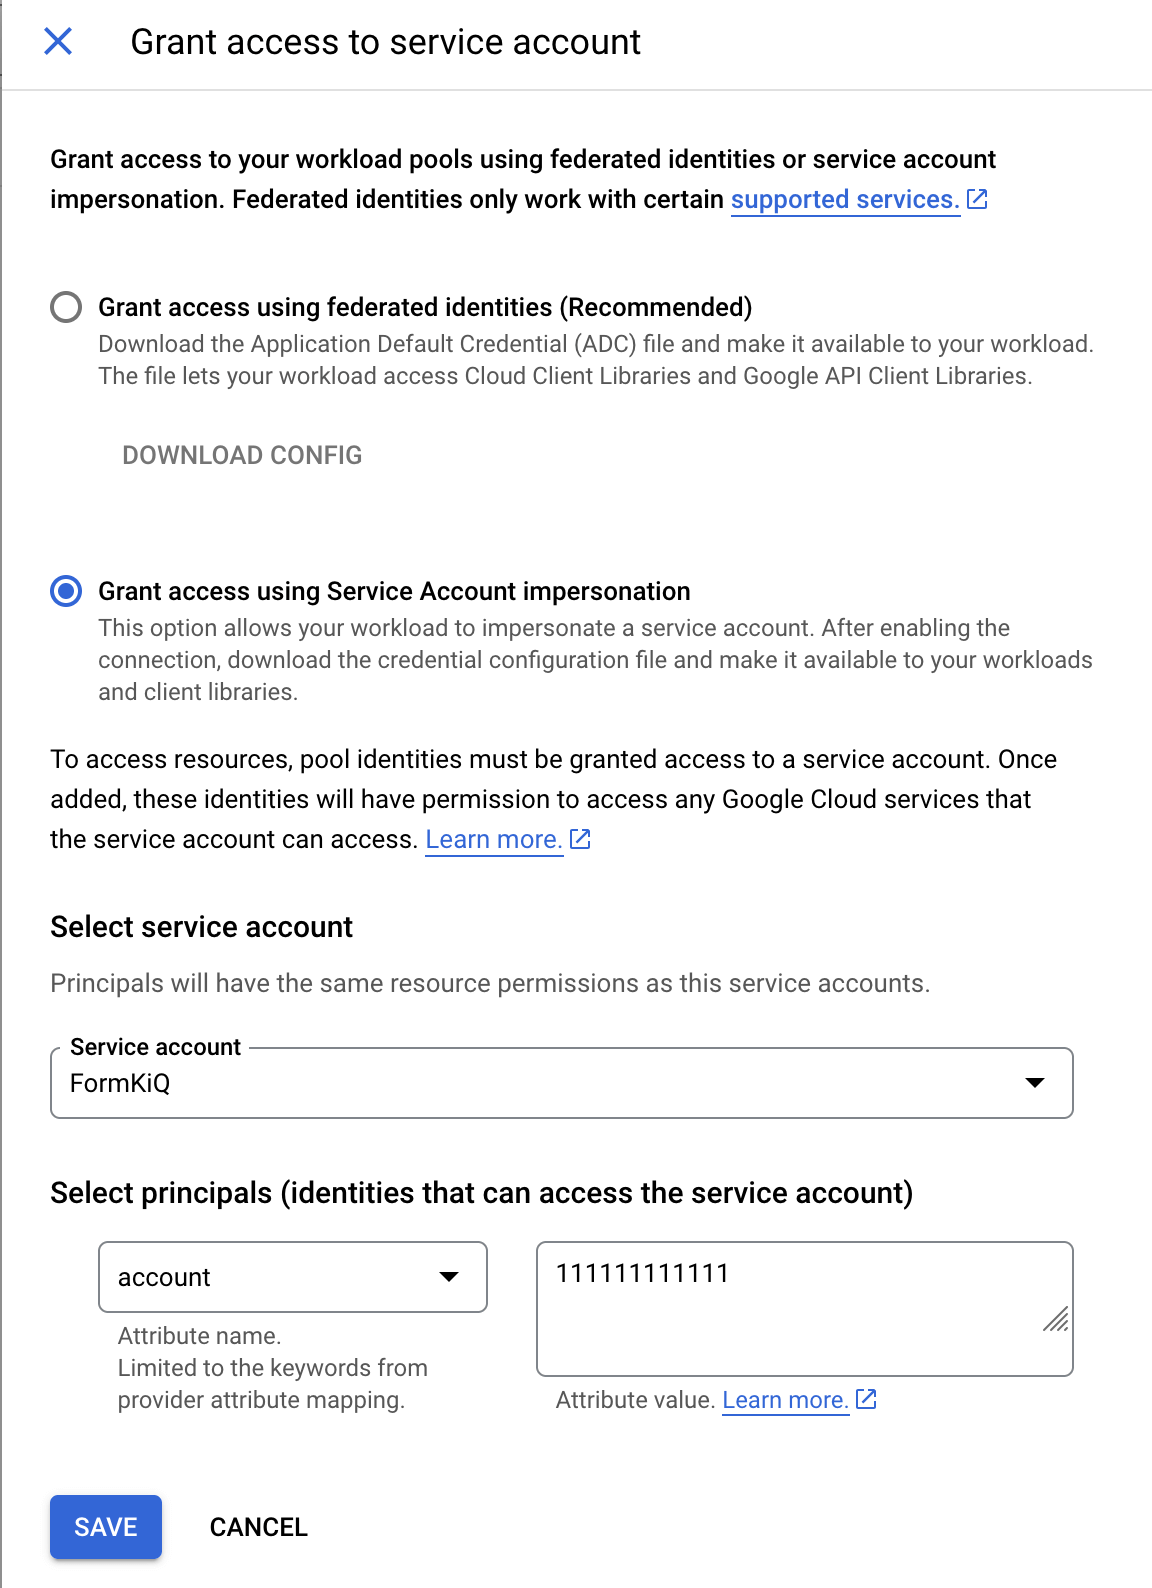 Grant access to service account
Grant access to your workload pools using federated identities or service account
impersonation. Federated identities only work with certain supported services.
Grant access using federated identities (Recommended)
Download the Application Default Credential (ADC) file and make it available to your workload.
The file lets your workload access Cloud Client Libraries and Google API Client Libraries.
DOWNLOAD CONFIG
Grant access using Service Account impersonation
This option allows your workload to impersonate a service account. After enabling the
connection, download the credential configuration file and make it available to your workloads
and client libraries.
To access resources, pool identities must be granted access to a service account. Once
added, these identities will have permission to access any Google Cloud services that
the service account can access. Learn more.
Select service account
Principals will have the same resource permissions as this service accounts.
Service account
FormKiQ
Select principals (identities that can access the service account)
account
111111111111
Attribute name.
Limited to the keywords from
provider attribute mapping.
Attribute value. Learn more.
SAVE CANCEL